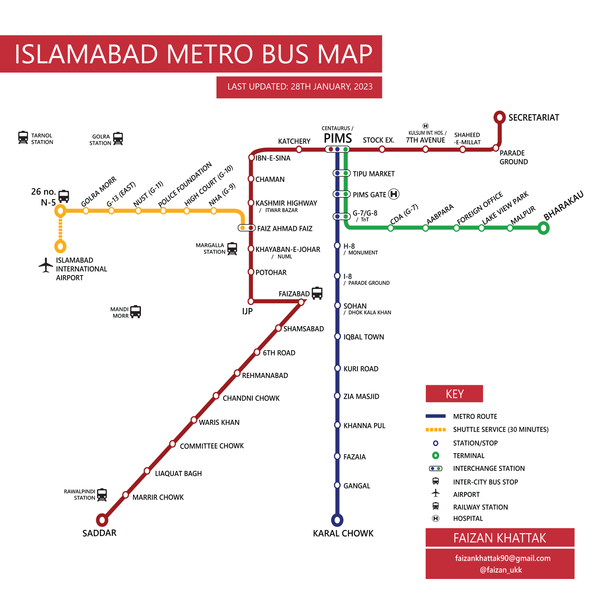 ISLAMABAD METRO BUS MAP
LAST UPDATED: 28TH JANUARY, 2023
SECRETARIAT
CENTAURUS /
PIMS
KATCHERY
STOCK EX.
KULSUM INT. HOS. /
7TH AVENUE
SHAHEED
-E-MILLAT
PARADE
GROUND
TARNOL
STATION
GOLRA
STATION
IBN-E-SINA
CHAMAN
KASHMIR HIGHWAY
/ ITWAR BAZAR
FAIZ AHMAD FAIZ
KHAYABAN-E-JOHAR
/ NUML
POTOHAR
FAIZABAD
IJP
TIPU MARKET
PIMS GATE
H
G-7/G-8
/ TnT
CDA (G-7)
AABPARA
FOREIGN OFFICE
LAKE VIEW PARK
MALPUR
BHARAKAU
26 no.
N-5
GOLRA MORR
G-13 (EAST)
NUST (G-11)
POLICE FOUNDATION
HIGH COURT (G-10)
NHA (G-9)
ISLAMABAD
INTERNATIONAL
AIRPORT
MARGALLA
STATION
MANDI
MORR
H-8
/ MONUMENT
I-8
/ PARADE GROUND
SOHAN
/ DHOK KALA KHAN
IQBAL TOWN
KURI ROAD
ZIA MASJID
KHANNA PUL
FAZAIA
GANGAL
KARAL CHOWK
SHAMSABAD
6TH ROAD
REHMANABAD
CHANDNI CHOWK
WARIS KHAN
COMMITTEE CHOWK
LIAQUAT BAGH
MARRIR CHOWK
RAWALPINDI
STATION
SADDAR
KEY
METRO ROUTE
SHUTTLE SERVICE (30 MINUTES)
STATION/STOP
TERMINAL
INTERCHANGE STATION
INTER-CITY BUS STOP
AIRPORT
RAILWAY STATION
H HOSPITAL
FAIZAN KHATTAK
faizankhattak90@gmail.com
@faizan_ukk